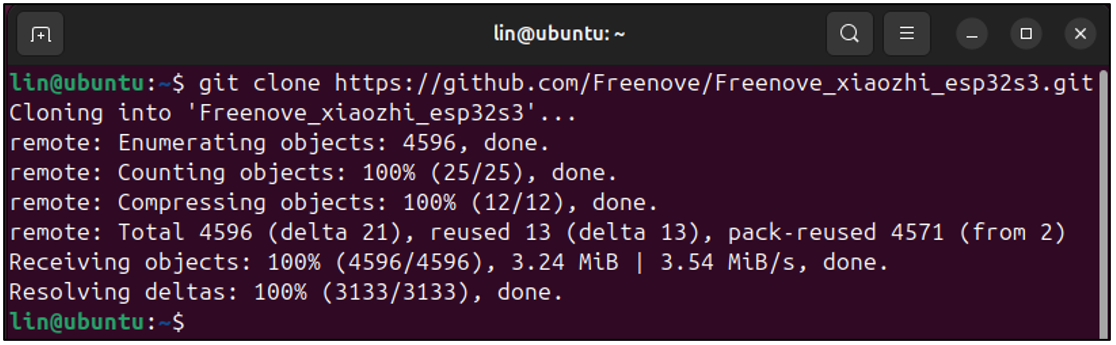 lin@ubuntu: ~
lin@ubuntu:~$ git clone https://github.com/Freenove/Freenove_xiaozhi_esp32s3.git
Cloning into 'Freenove_xiaozhi_esp32s3'...
remote: Enumerating objects: 4596, done.
remote: Counting objects: 100% (25/25), done.
remote: Compressing objects: 100% (12/12), done.
remote: Total 4596 (delta 21), reused 13 (delta 13), pack-reused 4571 (from 2)
Receiving objects: 100% (4596/4596), 3.24 MiB | 3.54 MiB/s, done.
Resolving deltas: 100% (3133/3133), done.
lin@ubuntu:~$